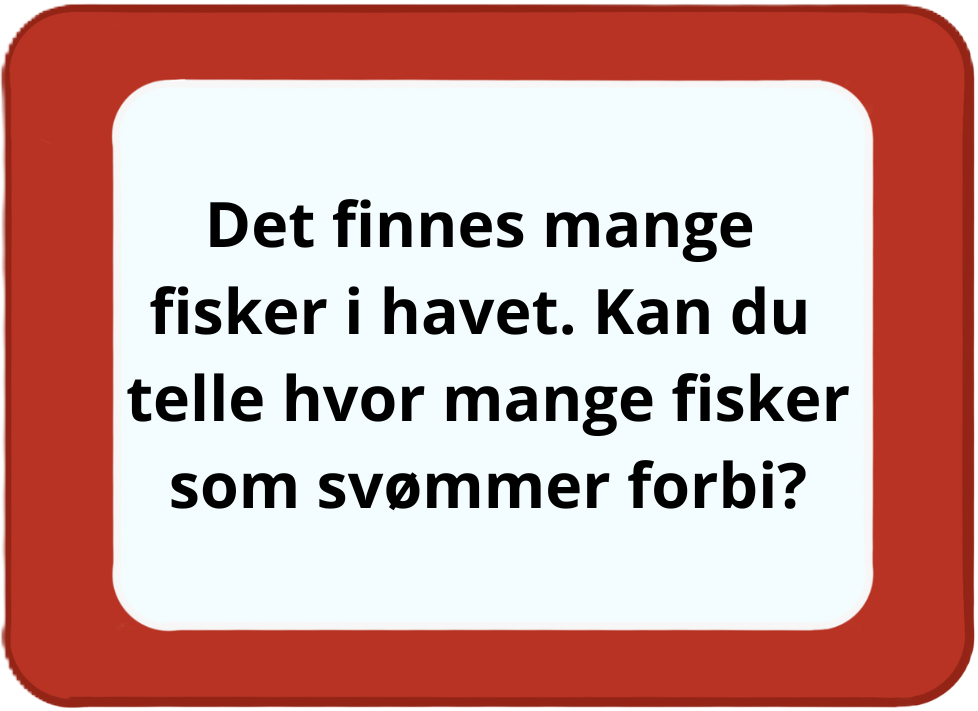 Det finnes mange
fisker i havet. Kan du
telle hvor mange fisker
som svømmer forbi?